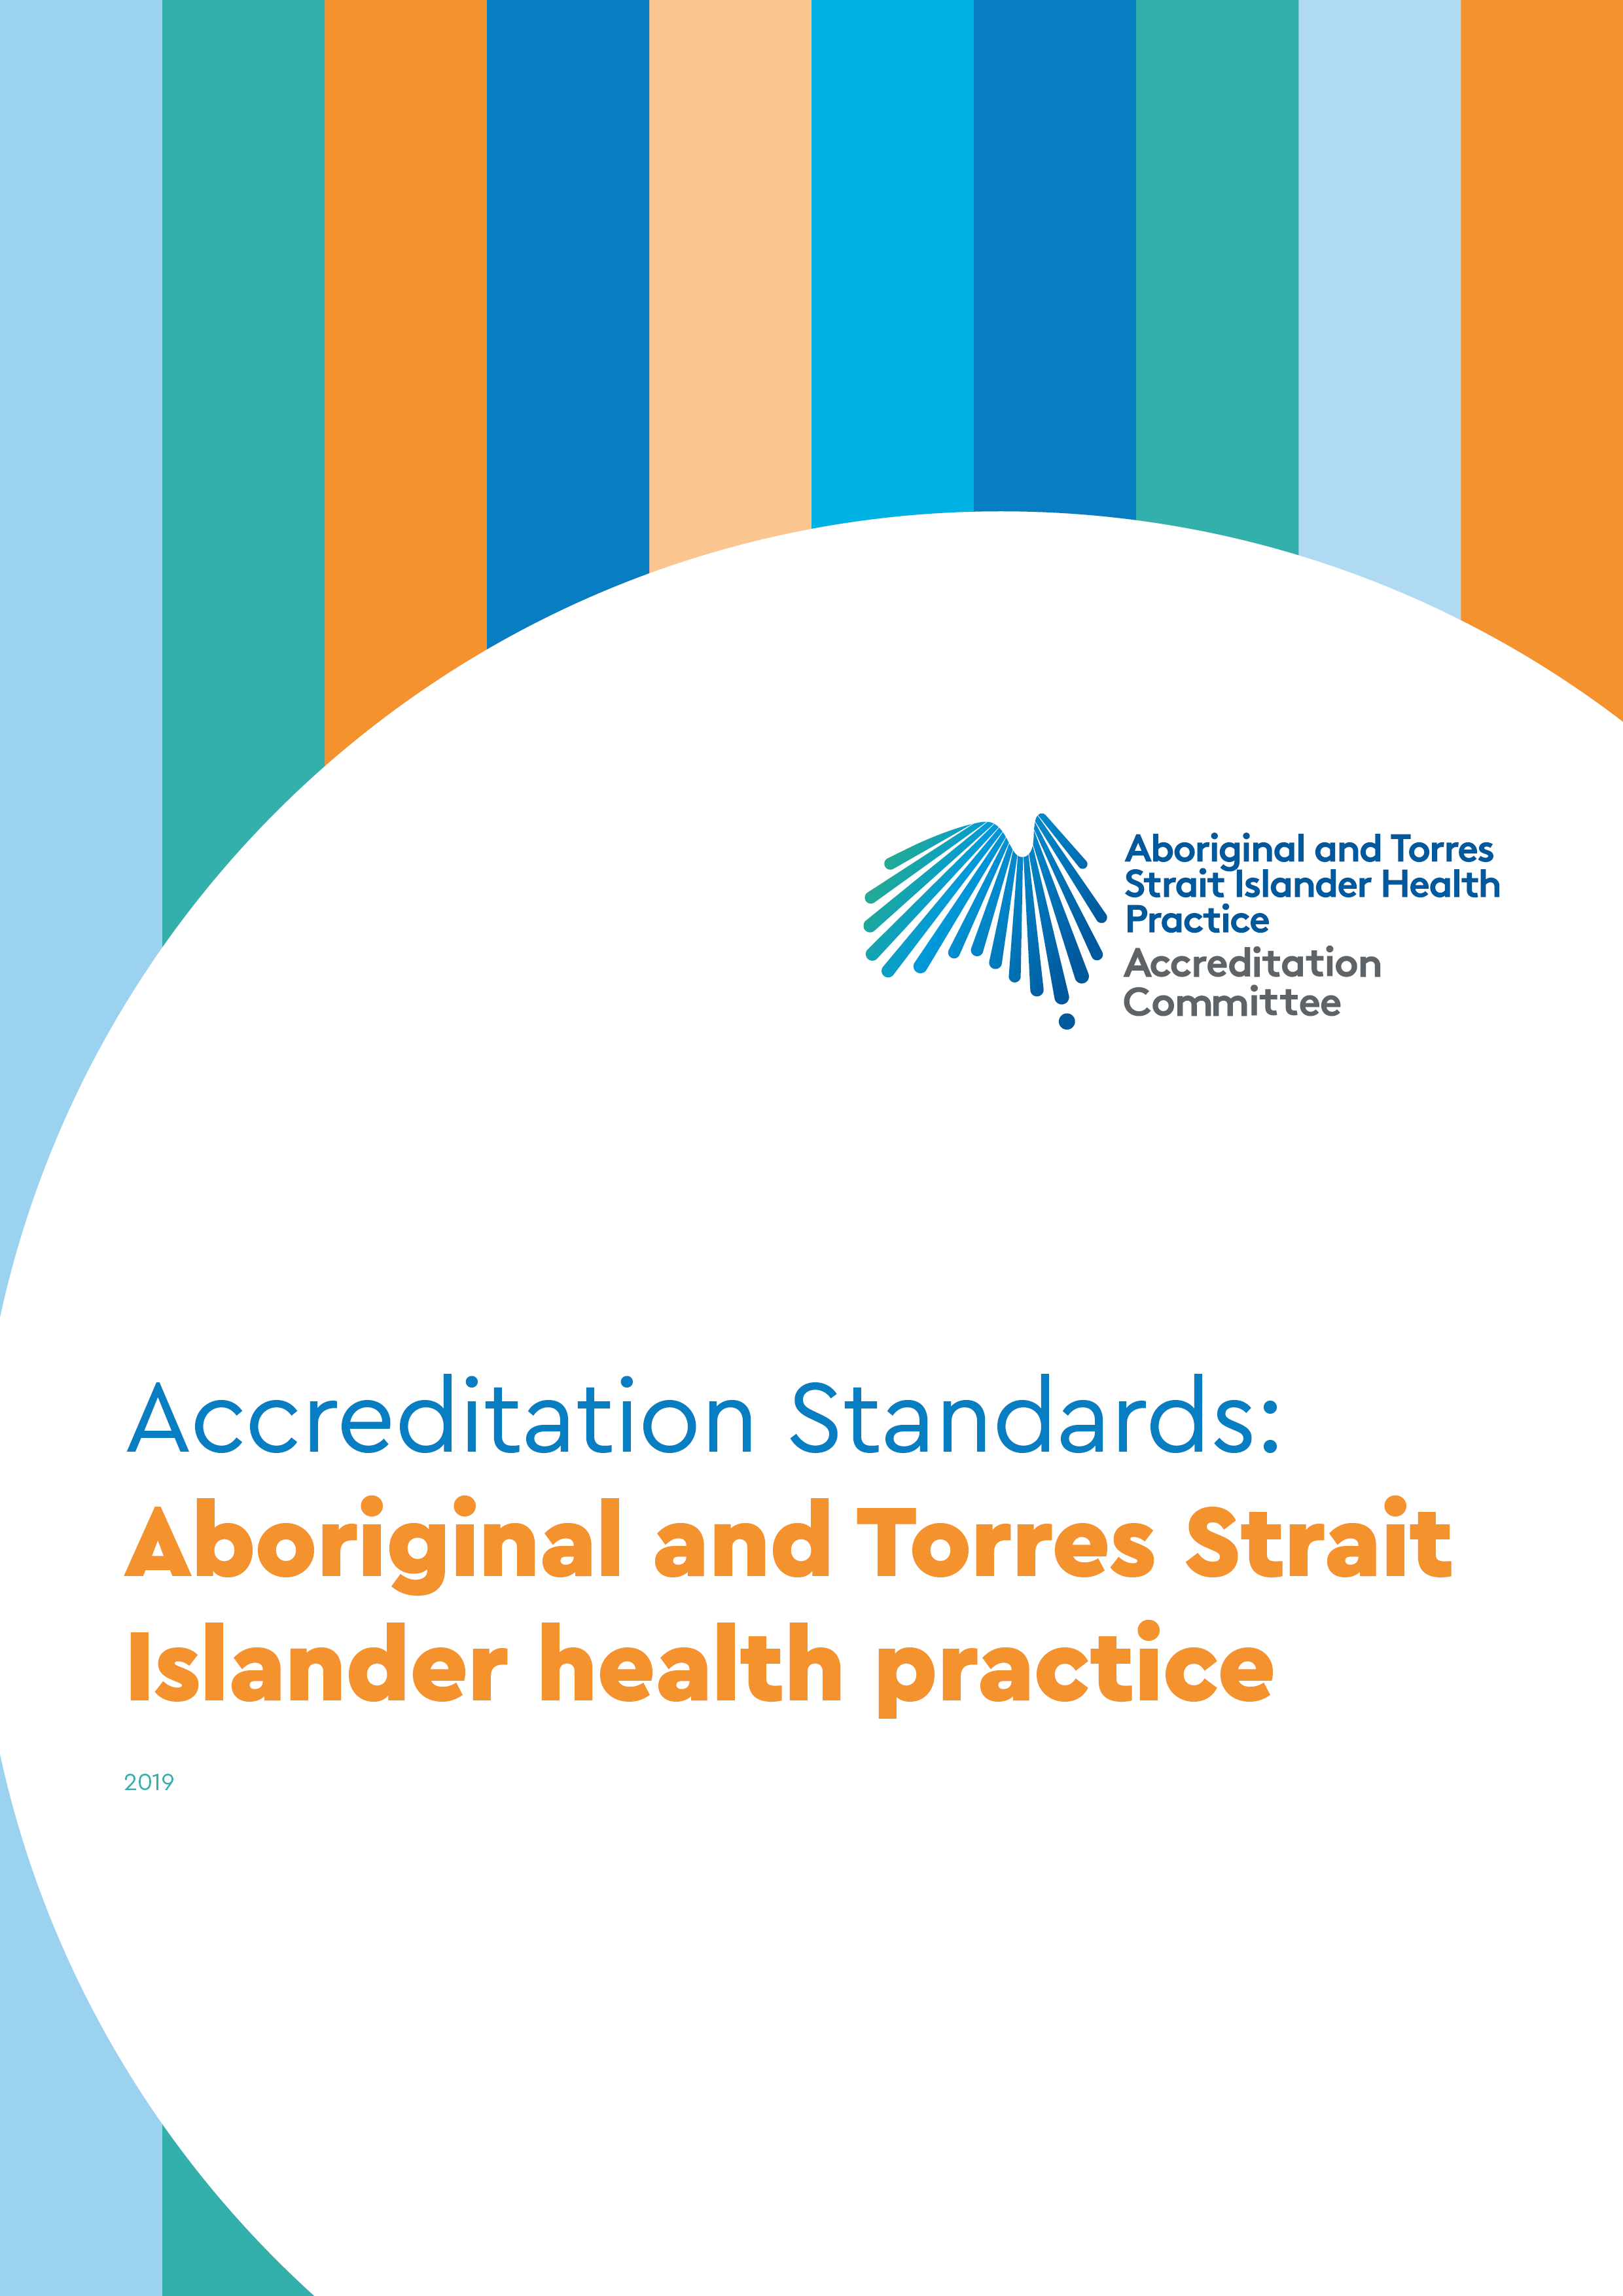 Aboriginal and Torres
Strait Islander Health
Practice
Accreditation
Committee
Accreditation Standards:
Aboriginal and Torres Strait
Islander health practice
2019